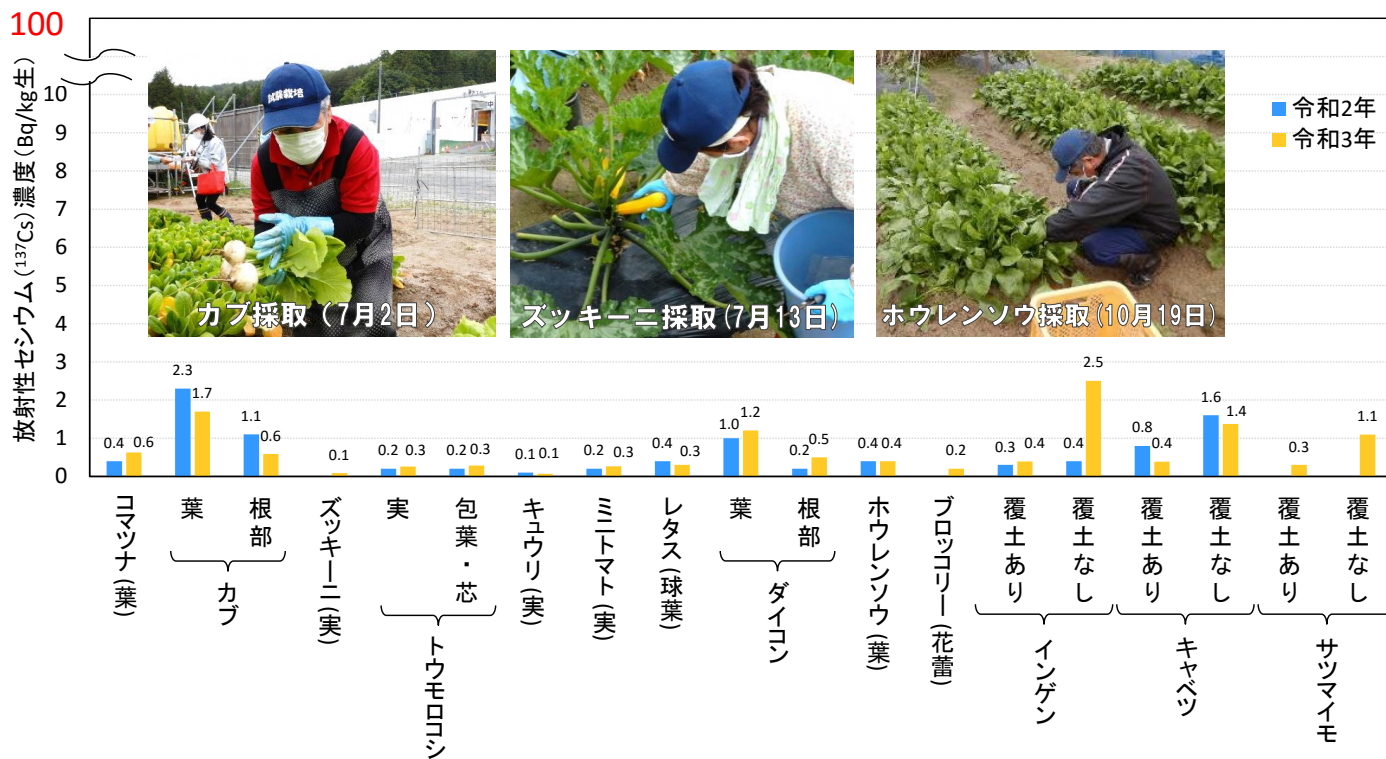 100
10
9
8
7
6
5
4
3
2
1
0
放射性セシウム(¹³⁷Cs)濃度(Bq/kg生)
令和2年
令和3年
試験栽培
カブ採取(7月2日)
ズッキーニ採取(7月13日)
ホウレンソウ採取(10月19日)
0.4 0.6
2.3 1.7
1.1 0.6
0.1
0.2 0.3
0.2 0.3
0.1 0.1
0.2 0.3
0.4 0.3
1.0 1.2
0.2 0.5
0.4 0.4
0.2
0.3 0.4
0.4 2.5
0.8 0.4
1.6 1.4
0.3
1.1
コマツナ(葉)
葉
根部
カブ
ズッキーニ(実)
実
包葉・芯
トウモロコシ
キュウリ(実)
ミニトマト(実)
レタス(球葉)
葉
根部
ダイコン
ホウレンソウ(葉)
ブロッコリー(花蕾)
覆土あり
覆土なし
インゲン
覆土あり
覆土なし
キャベツ
覆土あり
覆土なし
サツマイモ